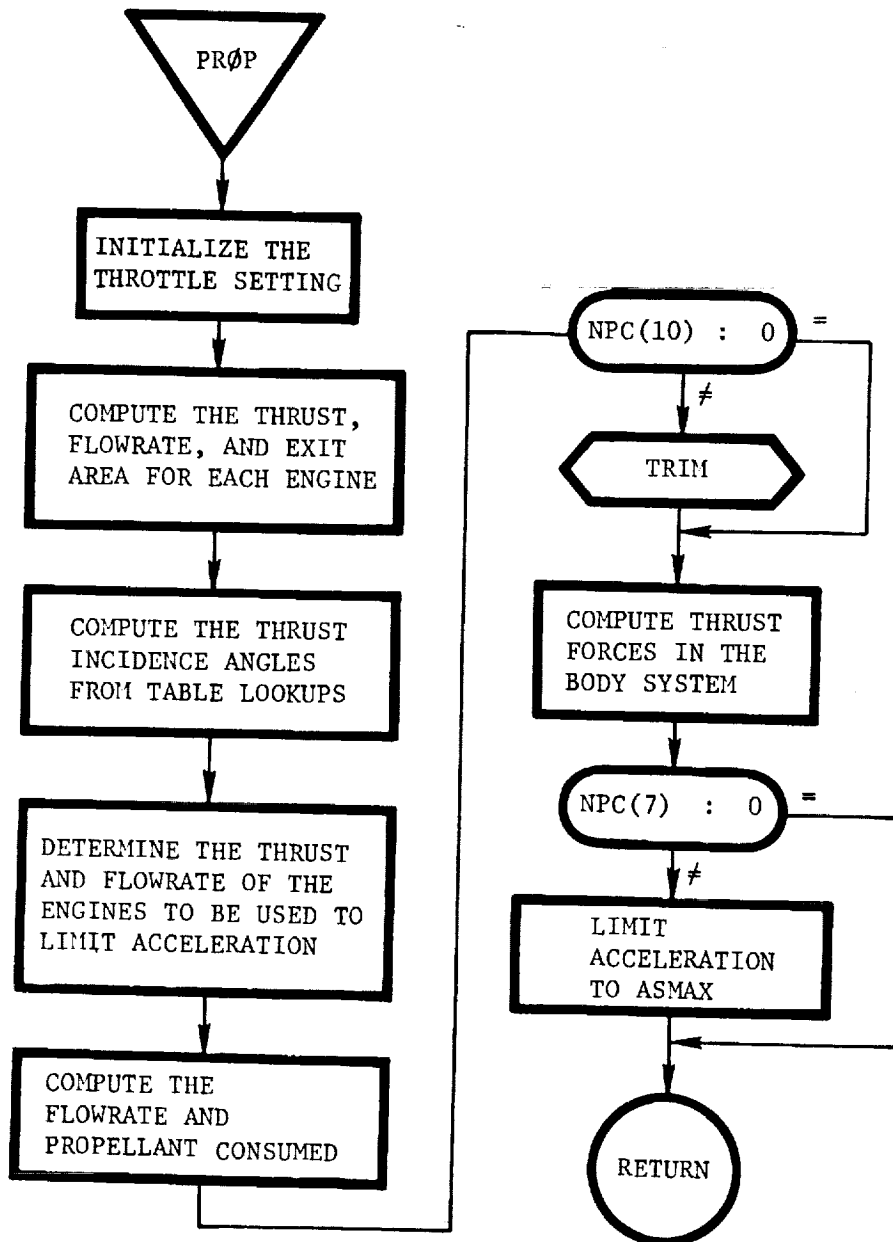 PRØP
INITIALIZE THE
THROTTLE SETTING
COMPUTE THE THRUST,
FLOWRATE, AND EXIT
AREA FOR EACH ENGINE
COMPUTE THE THRUST
INCIDENCE ANGLES
FROM TABLE LOOKUPS
DETERMINE THE THRUST
AND FLOWRATE OF THE
ENGINES TO BE USED TO
LIMIT ACCELERATION
COMPUTE THE
FLOWRATE AND
PROPELLANT CONSUMED
NPC(10) : 0 =
≠
TRIM
COMPUTE THRUST
FORCES IN THE
BODY SYSTEM
NPC(7) : 0 =
≠
LIMIT
ACCELERATION
TO ASMAX
RETURN